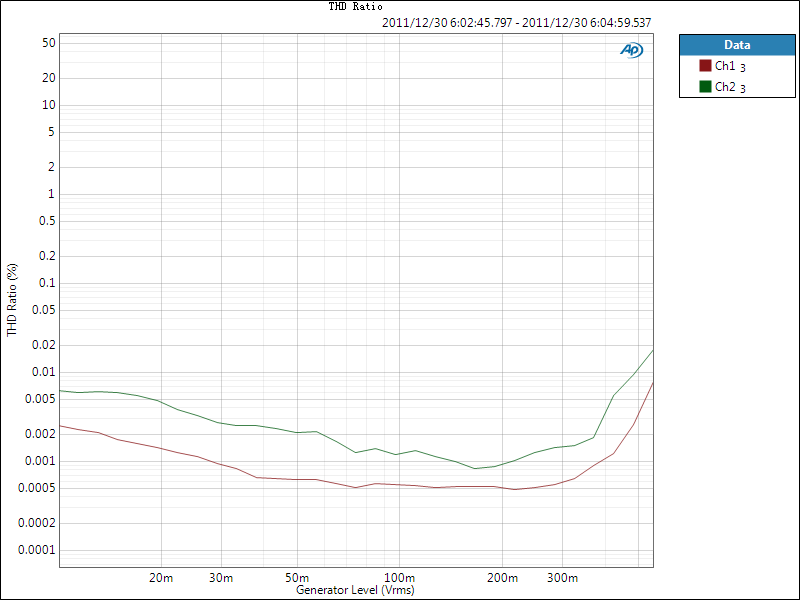 THD Ratio
2011/12/30 6:02:45.797 - 2011/12/30 6:04:59.537
AP
Data
Ch1 3
Ch2 3
THD Ratio (%)
50
20
10
5
2
1
0.5
0.2
0.1
0.05
0.02
0.01
0.005
0.002
0.001
0.0005
0.0002
0.0001
20m 30m 50m 100m 200m 300m
Generator Level (Vrms)